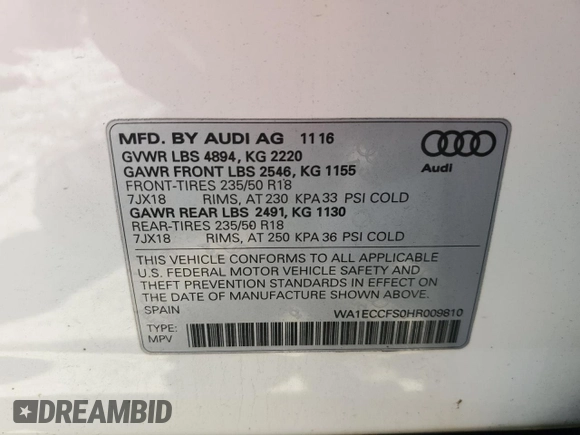 MFD. BY AUDI AG 11 16
GVWR LBS 4894, KG 2220
GAWR FRONT LBS 2546, KG 1155
FRONT-TIRES 235/50 R18
7JX18 RIMS, AT 230 KPA 33 PSI COLD
GAWR REAR LBS 2491, KG 1130
REAR-TIRES 235/50 R18
7JX18 RIMS, AT 250 KPA 36 PSI COLD
Audi
THIS VEHICLE CONFORMS TO ALL APPLICABLE
U.S. FEDERAL MOTOR VEHICLE SAFETY AND
THEFT PREVENTION STANDARDS IN EFFECT ON
THE DATE OF MANUFACTURE SHOWN ABOVE.
SPAIN
WA1ECCFS0HR009810
TYPE:
MPV
DREAMBID